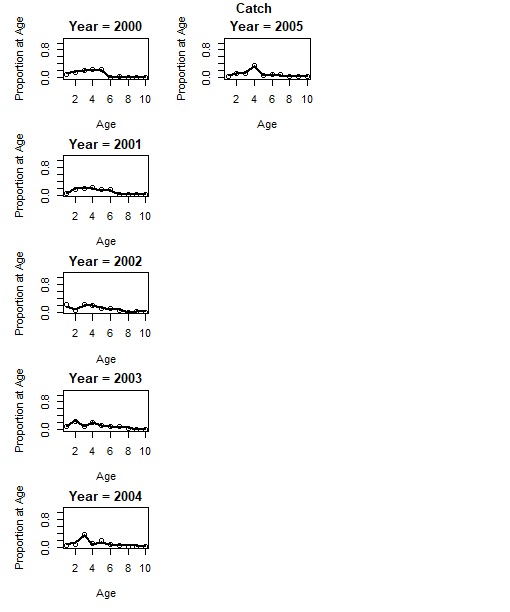 Catch
Year = 2000
Proportion at Age
0.0 0.8
2 4 6 8 10
Age
Year = 2001
Proportion at Age
0.0 0.8
2 4 6 8 10
Age
Year = 2002
Proportion at Age
0.0 0.8
2 4 6 8 10
Age
Year = 2003
Proportion at Age
0.0 0.8
2 4 6 8 10
Age
Year = 2004
Proportion at Age
0.0 0.8
2 4 6 8 10
Age
Year = 2005
Proportion at Age
0.0 0.8
2 4 6 8 10
Age